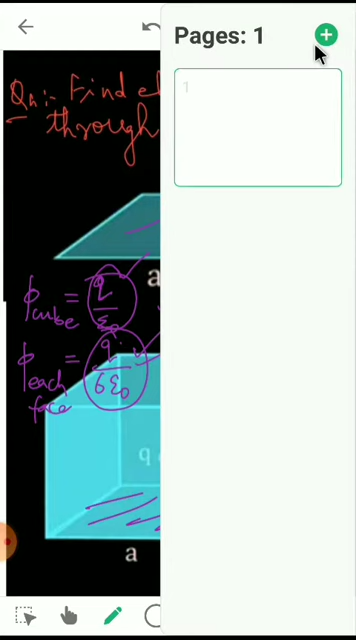 Pages: 1
1
Qn:- Find el
through
a
ϕcube = q/ε₀
ϕeach face = q/6ε₀
q
a